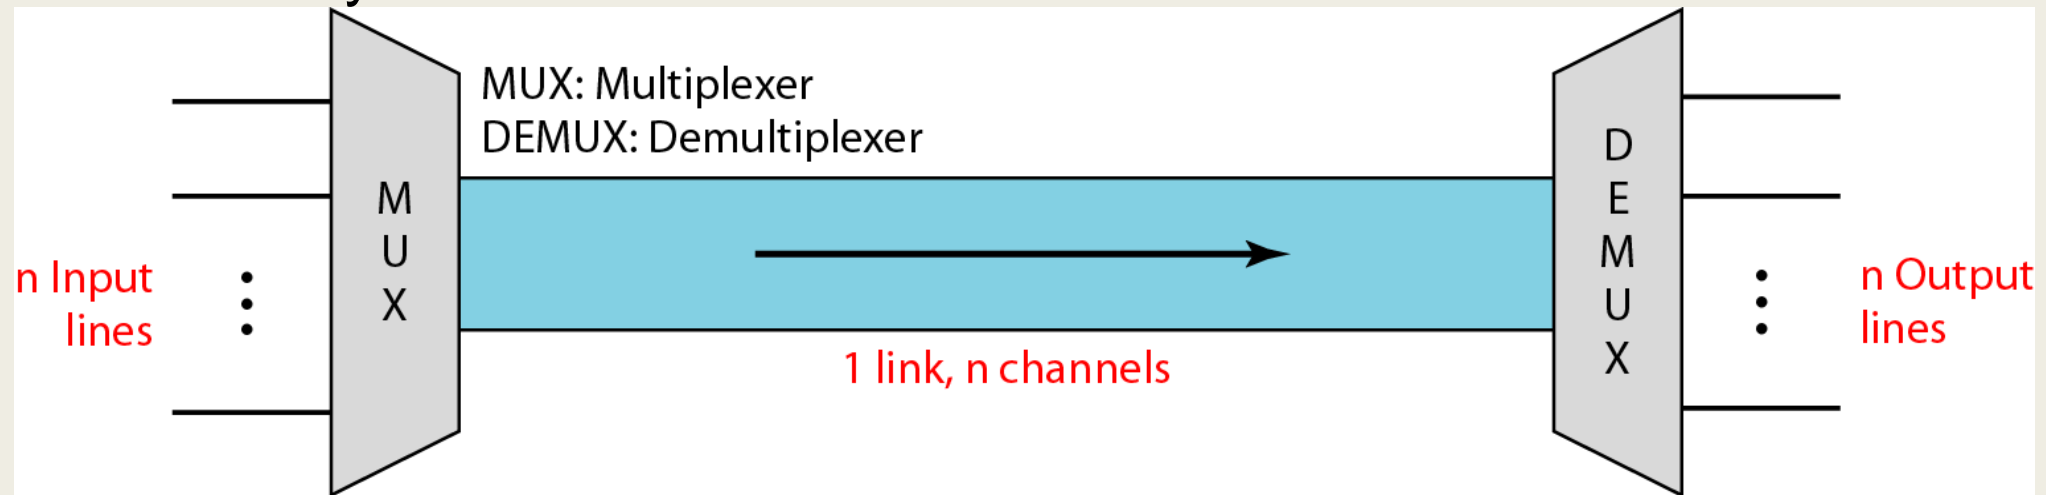 MUX: Multiplexer
DEMUX: Demultiplexer
M
U
X
D
E
M
U
X
n Input
lines
1 link, n channels
n Output
lines